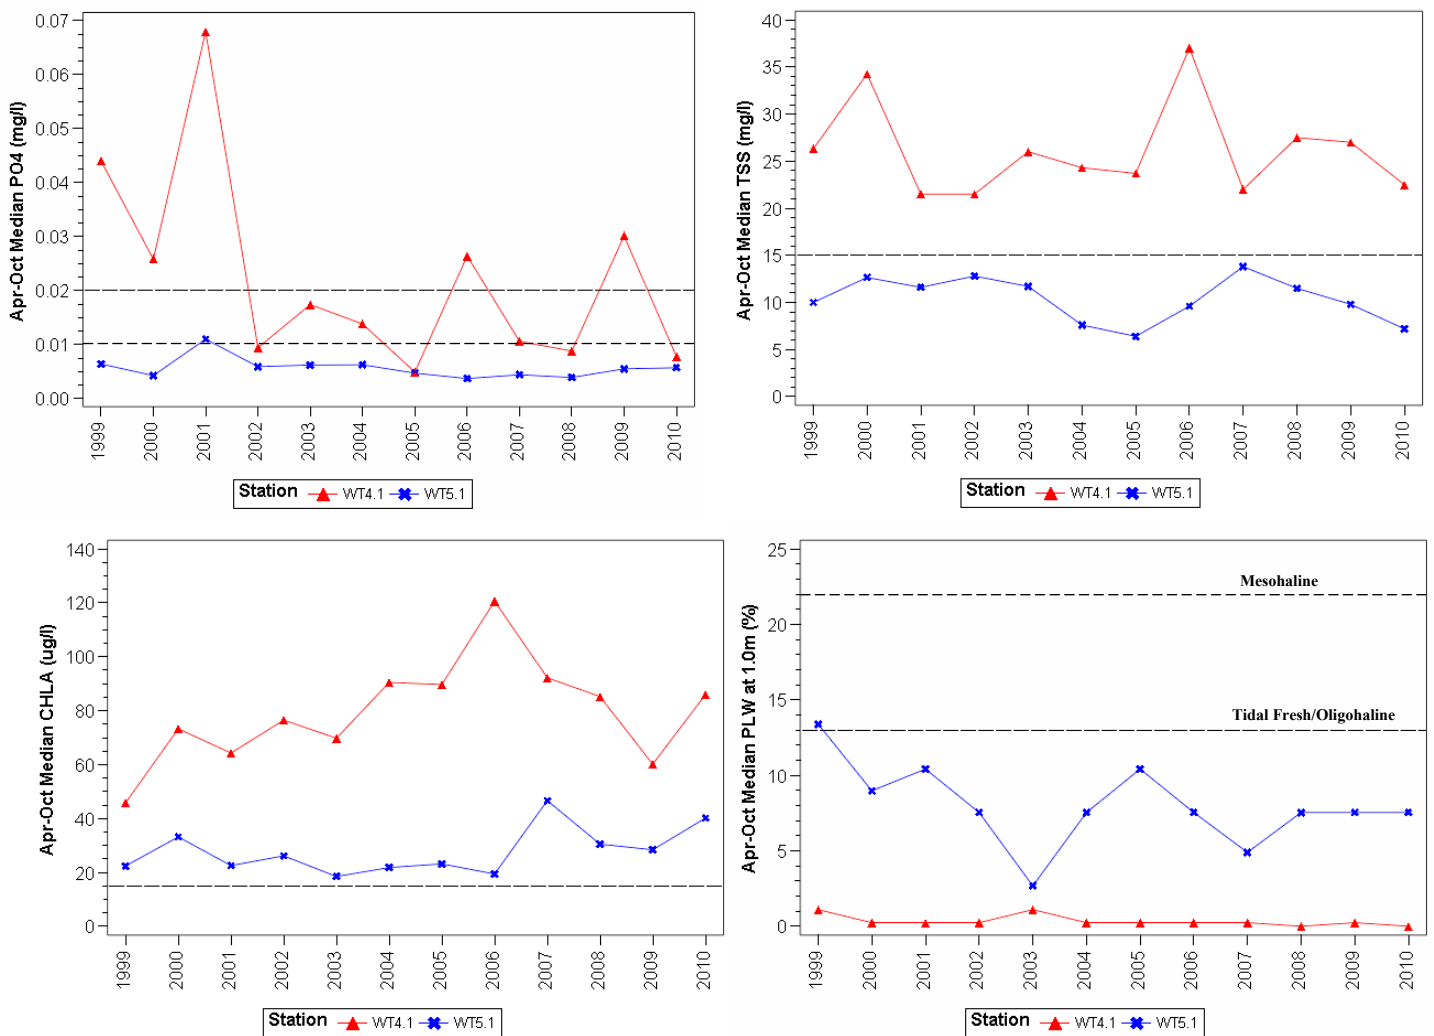 Apr-Oct Median PO4 (mg/l)
0.07
0.06
0.05
0.04
0.03
0.02
0.01
0.00
1999 2000 2001 2002 2003 2004 2005 2006 2007 2008 2009 2010
Station WT4.1 WT5.1
Apr-Oct Median TSS (mg/l)
40
35
30
25
20
15
10
5
0
1999 2000 2001 2002 2003 2004 2005 2006 2007 2008 2009 2010
Station WT4.1 WT5.1
Apr-Oct Median CHLA (ug/l)
140
120
100
80
60
40
20
0
1999 2000 2001 2002 2003 2004 2005 2006 2007 2008 2009 2010
Station WT4.1 WT5.1
Apr-Oct Median PLW at 1.0m (%)
25
20
15
10
5
0
Mesohaline
Tidal Fresh/Oligohaline
1999 2000 2001 2002 2003 2004 2005 2006 2007 2008 2009 2010
Station WT4.1 WT5.1